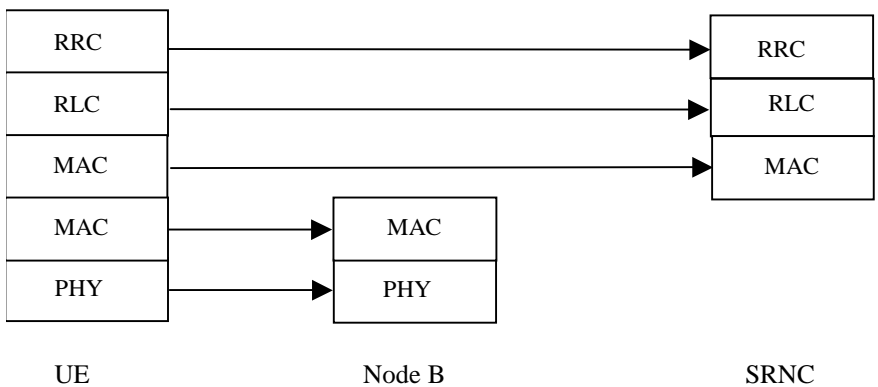 RRC RRC
RLC RLC
MAC MAC
MAC MAC
PHY PHY
UE Node B SRNC